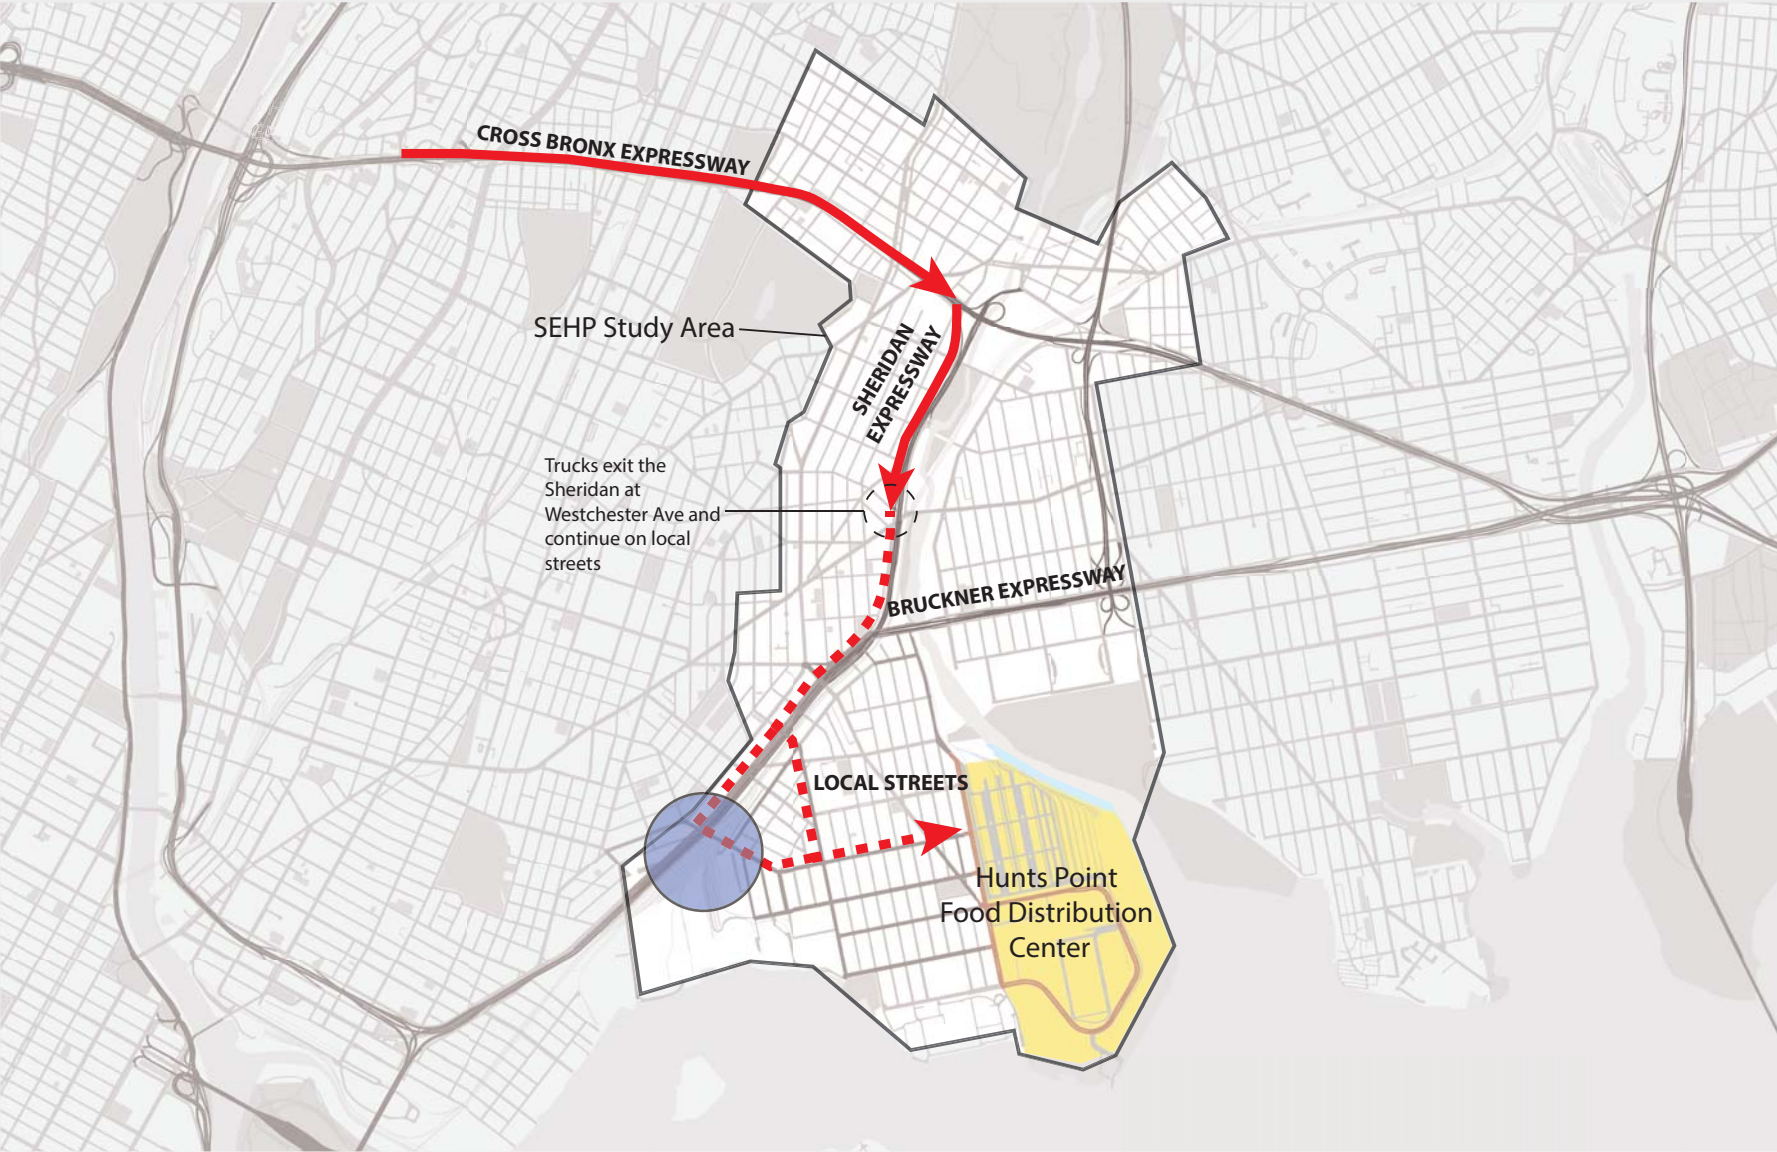 CROSS BRONX EXPRESSWAY
SEHP Study Area
SHERIDAN
EXPRESSWAY
Trucks exit the
Sheridan at
Westchester Ave and
continue on local
streets
BRUCKNER EXPRESSWAY
LOCAL STREETS
Hunts Point
Food Distribution
Center